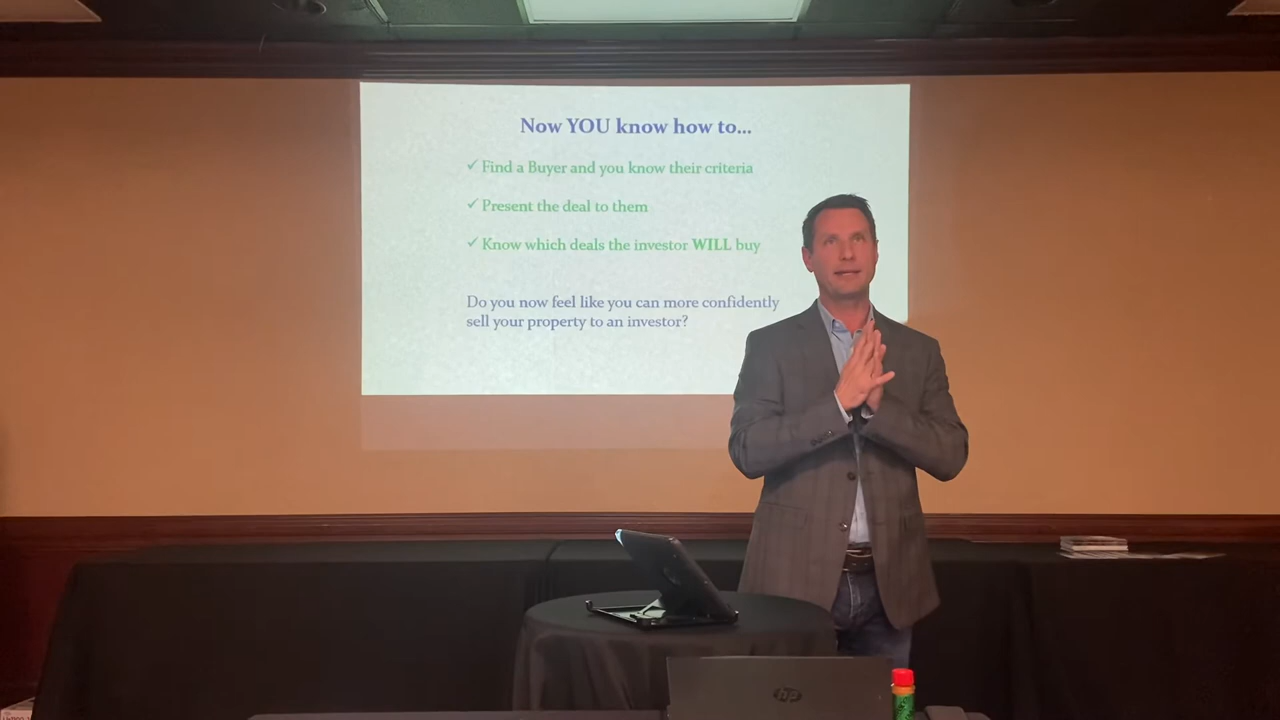 Now YOU know how to...
✓ Find a Buyer and you know their criteria
✓ Present the deal to them
✓ Know which deals the investor WILL buy
Do you now feel like you can more confidently
sell your property to an investor?
hp